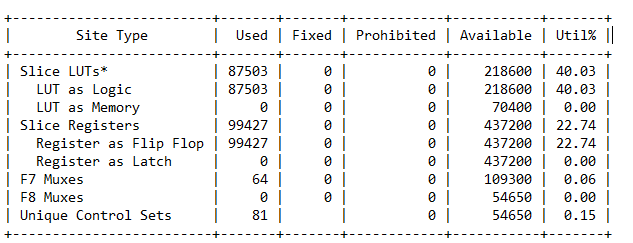 +-----------------------+-------+-------+------------+-----------+-------+
|       Site Type       |  Used | Fixed | Prohibited | Available | Util% |
+-----------------------+-------+-------+------------+-----------+-------+
| Slice LUTs*           | 87503 |     0 |          0 |    218600 | 40.03 |
|   LUT as Logic        | 87503 |     0 |          0 |    218600 | 40.03 |
|   LUT as Memory       |     0 |     0 |          0 |     70400 |  0.00 |
| Slice Registers       | 99427 |     0 |          0 |    437200 | 22.74 |
|   Register as Flip Flop | 99427 |     0 |          0 |    437200 | 22.74 |
|   Register as Latch   |     0 |     0 |          0 |    437200 |  0.00 |
| F7 Muxes              |    64 |     0 |          0 |    109300 |  0.06 |
| F8 Muxes              |     0 |     0 |          0 |     54650 |  0.00 |
| Unique Control Sets   |    81 |       |          0 |     54650 |  0.15 |
+-----------------------+-------+-------+------------+-----------+-------+